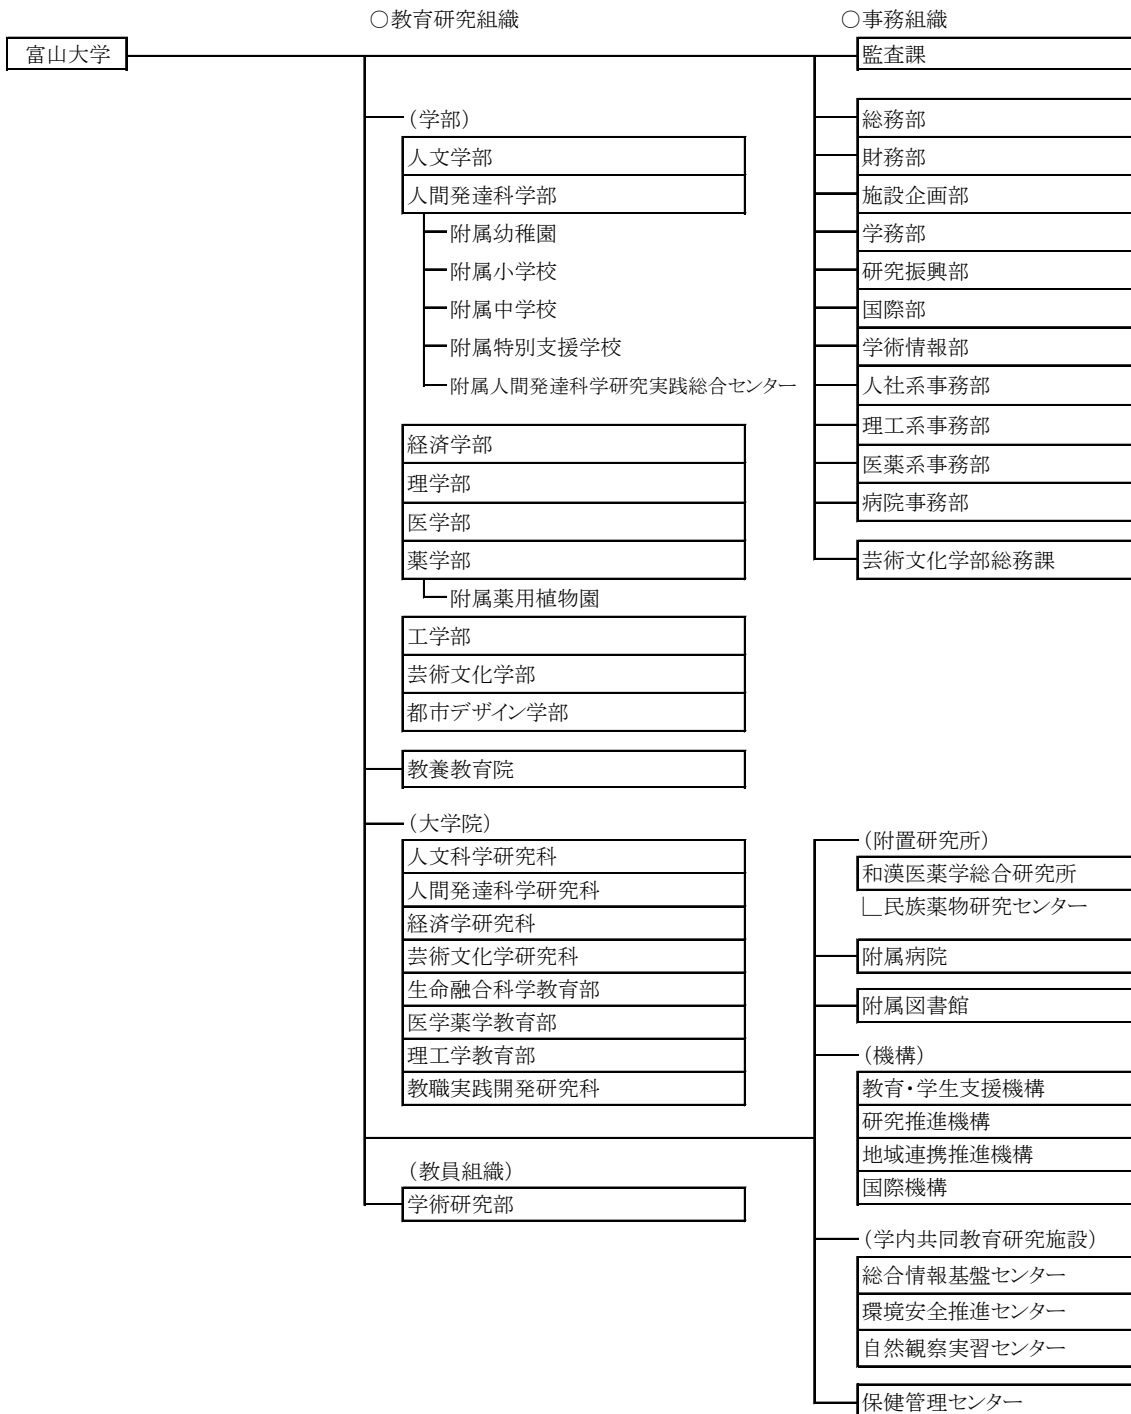 ○教育研究組織
○事務組織
富山大学
監査課
(学部)
人文学部
人間発達科学部
附属幼稚園
附属小学校
附属中学校
附属特別支援学校
附属人間発達科学研究実践総合センター
経済学部
理学部
医学部
薬学部
附属薬用植物園
工学部
芸術文化学部
都市デザイン学部
教養教育院
(大学院)
人文科学研究科
人間発達科学研究科
経済学研究科
芸術文化学研究科
生命融合科学教育部
医学薬学教育部
理工学教育部
教職実践開発研究科
(教員組織)
学術研究部
総務部
財務部
施設企画部
学務部
研究振興部
国際部
学術情報部
人社系事務部
理工系事務部
医薬系事務部
病院事務部
芸術文化学部総務課
(附置研究所)
和漢医薬学総合研究所
民族薬物研究センター
附属病院
附属図書館
(機構)
教育・学生支援機構
研究推進機構
地域連携推進機構
国際機構
(学内共同教育研究施設)
総合情報基盤センター
環境安全推進センター
自然観察実習センター
保健管理センター